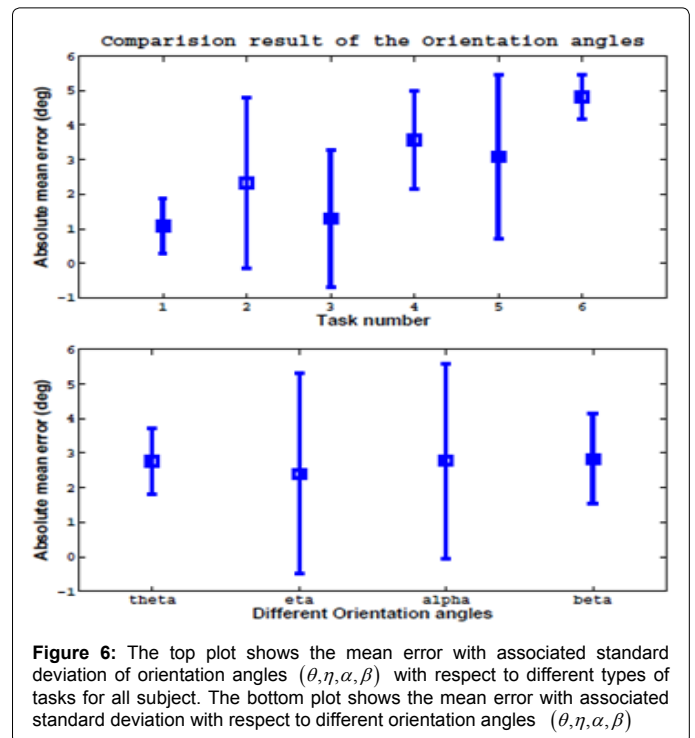 Comparision result of the Orientation angles
Absolute mean error (deg)
6
5
4
3
2
1
0
-1
1 2 3 4 5 6
Task number
Absolute mean error (deg)
6
5
4
3
2
1
0
-1
theta eta alpha beta
Different Orientation angles
Figure 6: The top plot shows the mean error with associated standard
deviation of orientation angles (θ,η,α,β) with respect to different types of
tasks for all subject. The bottom plot shows the mean error with associated
standard deviation with respect to different orientation angles (θ,η,α,β)